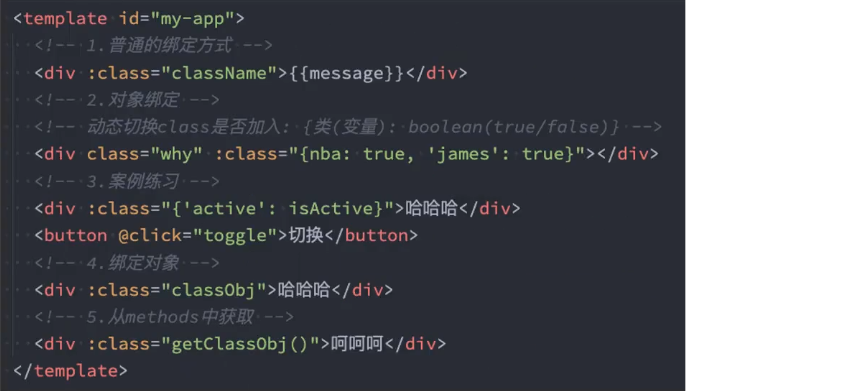 <template id="my-app">
<!-- 1.普通的绑定方式 -->
<div :class="className">{{message}}</div>
<!-- 2.对象绑定 -->
<!-- 动态切换class是否加入: {类(变量): boolean(true/false)} -->
<div class="why" :class="{nba: true, 'james': true}"></div>
<!-- 3.案例练习 -->
<div :class="{'active': isActive}">哈哈哈</div>
<button @click="toggle">切换</button>
<!-- 4.绑定对象 -->
<div :class="classObj">哈哈哈</div>
<!-- 5.从methods中获取 -->
<div :class="getClassObj()">呵呵呵</div>
</template>